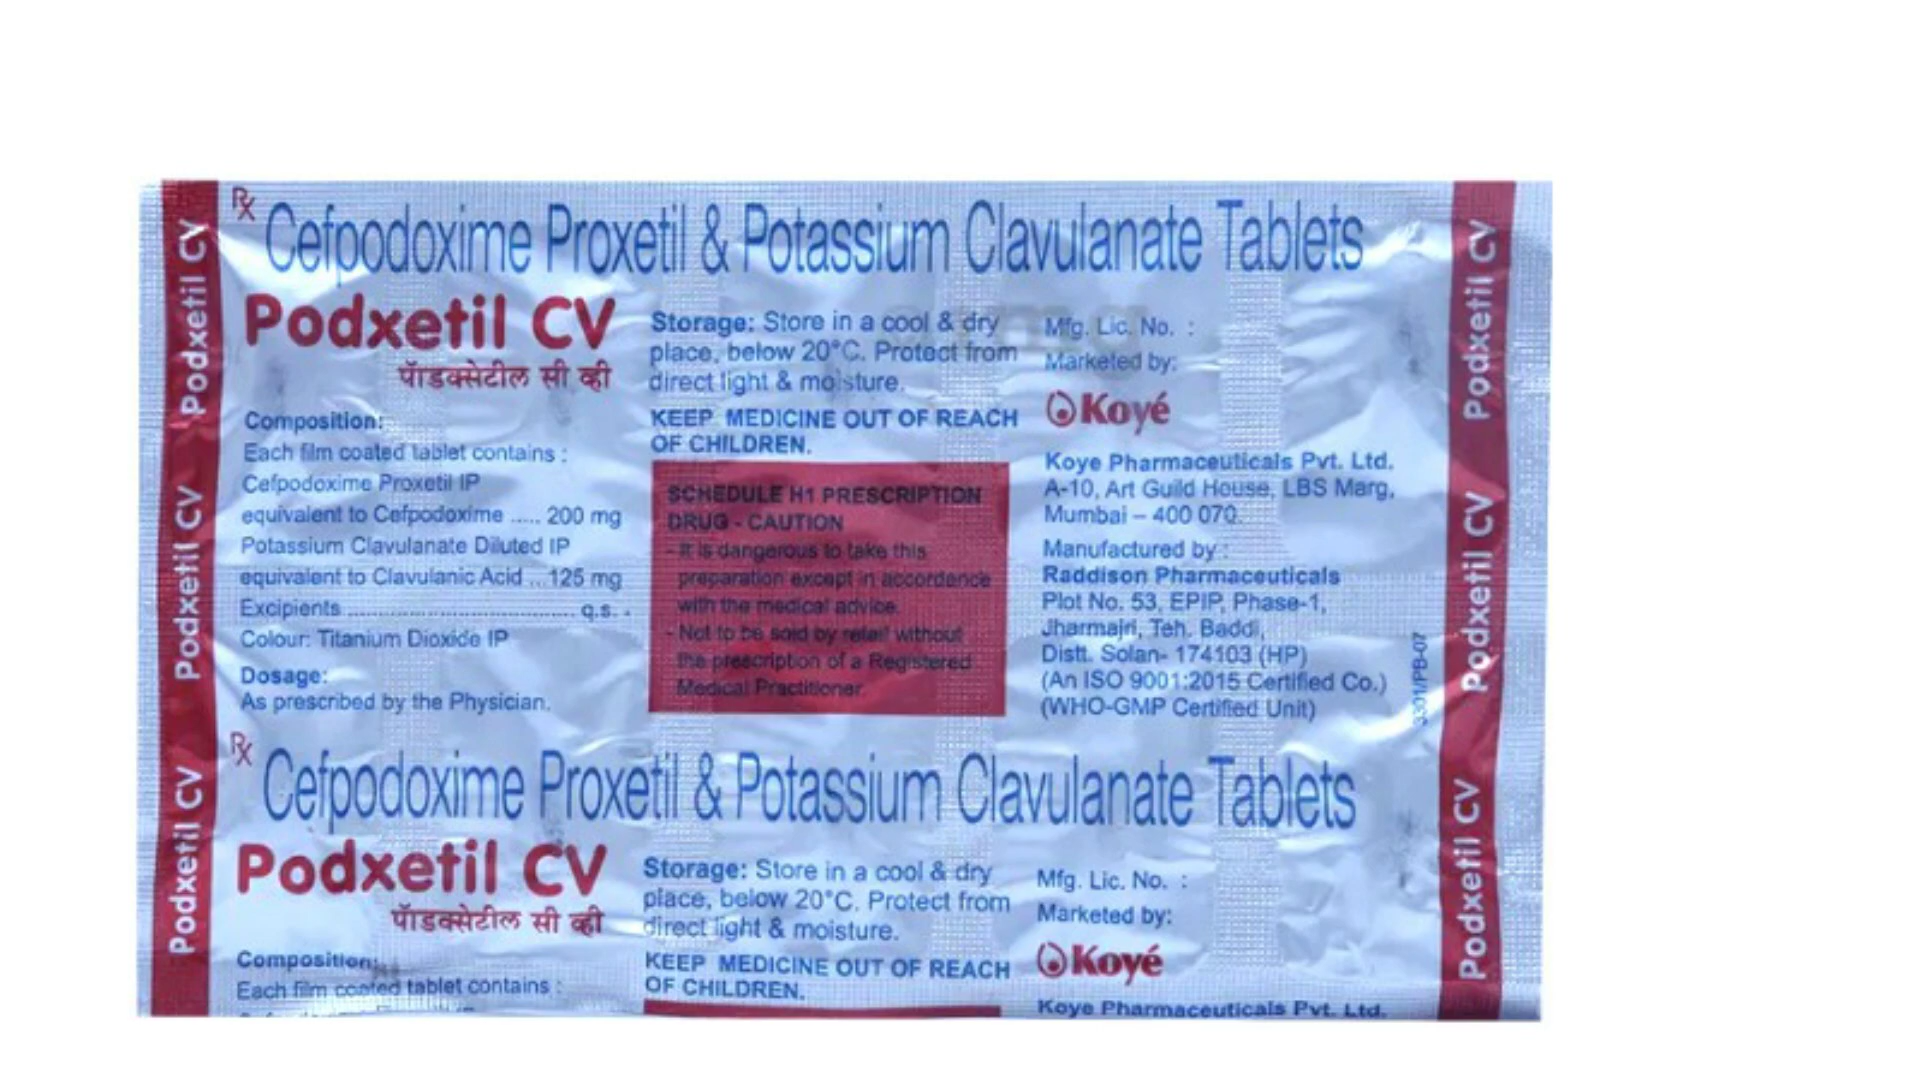 Rx Cefpodoxime Proxetil & Potassium Clavulanate Tablets
Podxetil CV
पॅाडक्सेटील सी व्ही
Composition:
Each film coated tablet contains :
Cefpodoxime Proxetil IP
equivalent to Cefpodoxime ..... 200 mg
Potassium Clavulanate Diluted IP
equivalent to Clavulanic Acid ...125 mg
Excipients ....................................... q.s.
Colour: Titanium Dioxide IP
Dosage:
As prescribed by the Physician.
Storage: Store in a cool & dry
place, below 20°C. Protect from
direct light & moisture.
KEEP MEDICINE OUT OF REACH
OF CHILDREN.
SCHEDULE H1 PRESCRIPTION
DRUG - CAUTION
- It is dangerous to take this
preparation except in accordance
with the medical advice.
- Not to be sold by retail without
the prescription of a Registered
Medical Practitioner.
Mfg. Lic. No. :
Marketed by:
Koyé
Koye Pharmaceuticals Pvt. Ltd.
A-10, Art Guild House, LBS Marg,
Mumbai – 400 070.
Manufactured by :
Raddison Pharmaceuticals
Plot No. 53, EPIP, Phase-1,
Jharmajri, Teh. Baddi,
Distt. Solan- 174103 (HP)
(An ISO 9001:2015 Certified Co.)
(WHO-GMP Certified Unit)
3301/PB-07
Rx Cefpodoxime Proxetil & Potassium Clavulanate Tablets
Podxetil CV
पॅाडक्सेटील सी व्ही
Composition:
Each film coated tablet contains :
Storage: Store in a cool & dry
place, below 20°C. Protect from
direct light & moisture.
KEEP MEDICINE OUT OF REACH
OF CHILDREN.
Mfg. Lic. No. :
Marketed by:
Koyé
Koye Pharmaceuticals Pvt. Ltd.
Podxetil CV
Podxetil CV
Podxetil CV
Podxetil CV
Podxetil CV
Podxetil CV